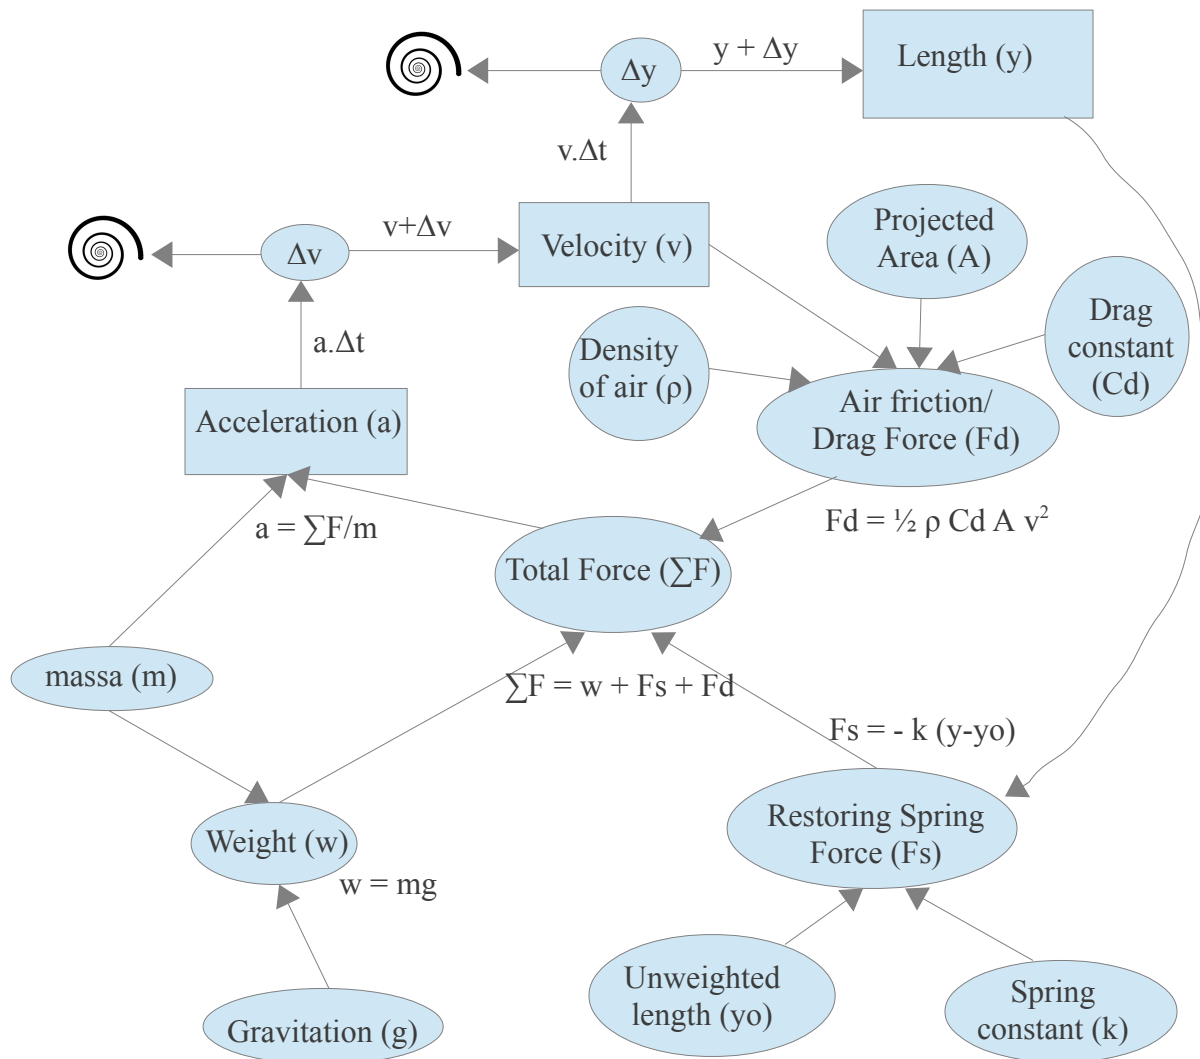 y + Δy
Length (y)
Δy
v.Δt
Projected
Area (A)
v+Δv
Δv
Velocity (v)
Drag
constant
(Cd)
a.Δt
Density
of air (ρ)
Acceleration (a)
Air friction/
Drag Force (Fd)
a = ∑F/m
Fd = ½ ρ Cd A v²
Total Force (∑F)
massa (m)
∑F = w + Fs + Fd
Fs = - k (y-yo)
Weight (w)
Restoring Spring
Force (Fs)
w = mg
Unweighted
length (yo)
Spring
constant (k)
Gravitation (g)